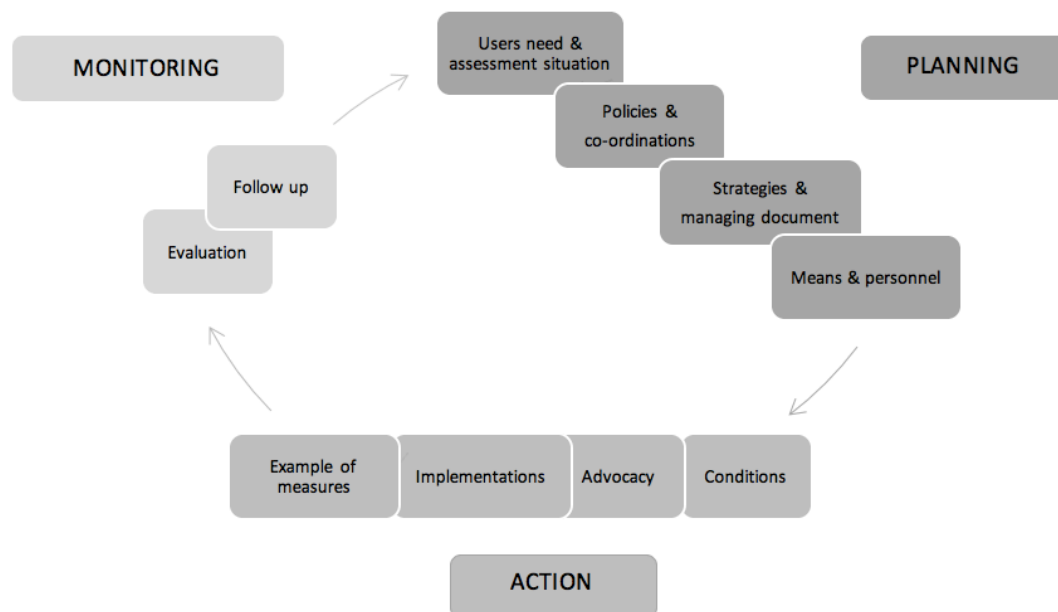 MONITORING
Users need &
assessment situation
PLANNING
Policies &
co-ordinations
Follow up
Strategies &
managing document
Evaluation
Means & personnel
Example of
measures
Implementations
Advocacy
Conditions
ACTION